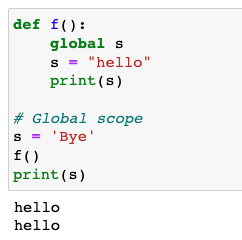 def f():
    global s
    s = "hello"
    print(s)

# Global scope
s = 'Bye'
f()
print(s)
hello
hello